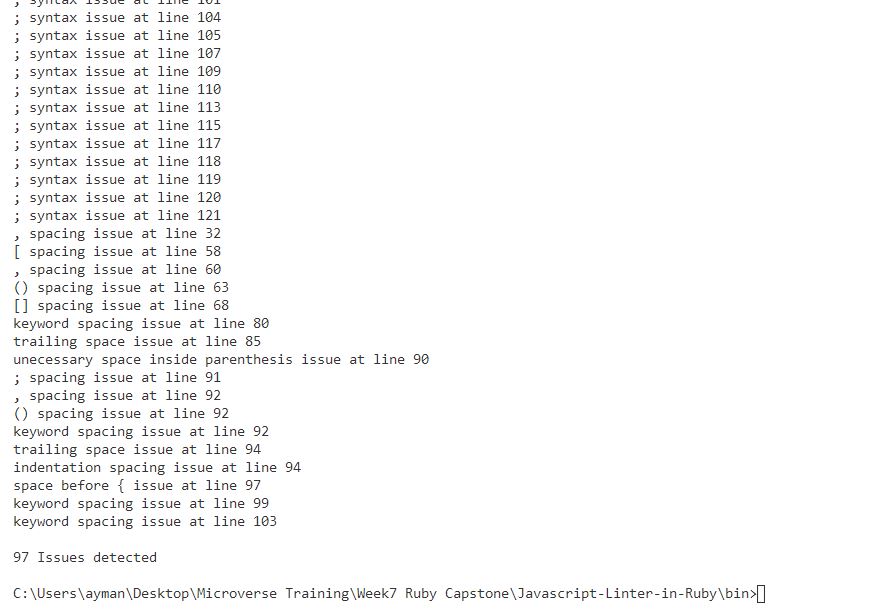 ; syntax issue at line 101
; syntax issue at line 104
; syntax issue at line 105
; syntax issue at line 107
; syntax issue at line 109
; syntax issue at line 110
; syntax issue at line 113
; syntax issue at line 115
; syntax issue at line 117
; syntax issue at line 118
; syntax issue at line 119
; syntax issue at line 120
; syntax issue at line 121
, spacing issue at line 32
[ spacing issue at line 58
, spacing issue at line 60
() spacing issue at line 63
[] spacing issue at line 68
keyword spacing issue at line 80
trailing space issue at line 85
unecessary space inside parenthesis issue at line 90
; spacing issue at line 91
, spacing issue at line 92
() spacing issue at line 92
keyword spacing issue at line 92
trailing space issue at line 94
indentation spacing issue at line 94
space before { issue at line 97
keyword spacing issue at line 99
keyword spacing issue at line 103
97 Issues detected
C:\Users\ayman\Desktop\Microverse Training\Week7 Ruby Capstone\Javascript-Linter-in-Ruby\bin>